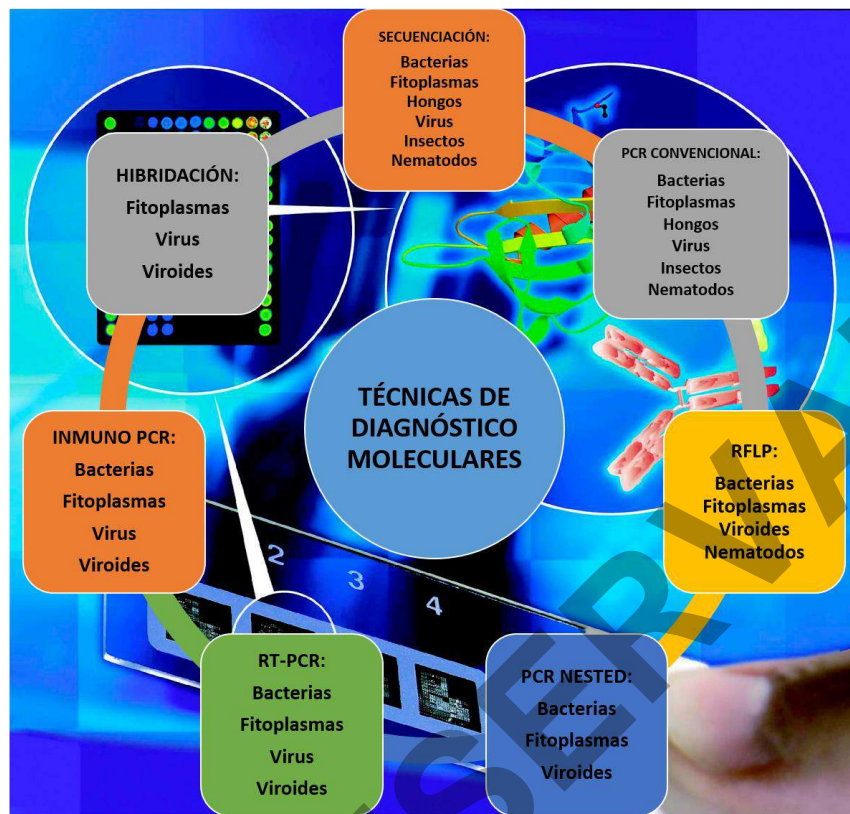 SECUENCIACIÓN:
Bacterias
Fitoplasmas
Hongos
Virus
Insectos
Nematodos
PCR CONVENCIONAL:
Bacterias
Fitoplasmas
Hongos
Virus
Insectos
Nematodos
RFLP:
Bacterias
Fitoplasmas
Viroides
Nematodos
PCR NESTED:
Bacterias
Fitoplasmas
Viroides
RT-PCR:
Bacterias
Fitoplasmas
Virus
Viroides
INMUNO PCR:
Bacterias
Fitoplasmas
Virus
Viroides
HIBRIDACIÓN:
Fitoplasmas
Virus
Viroides
TÉCNICAS DE
DIAGNÓSTICO
MOLECULARES
2
3
4
SERVA